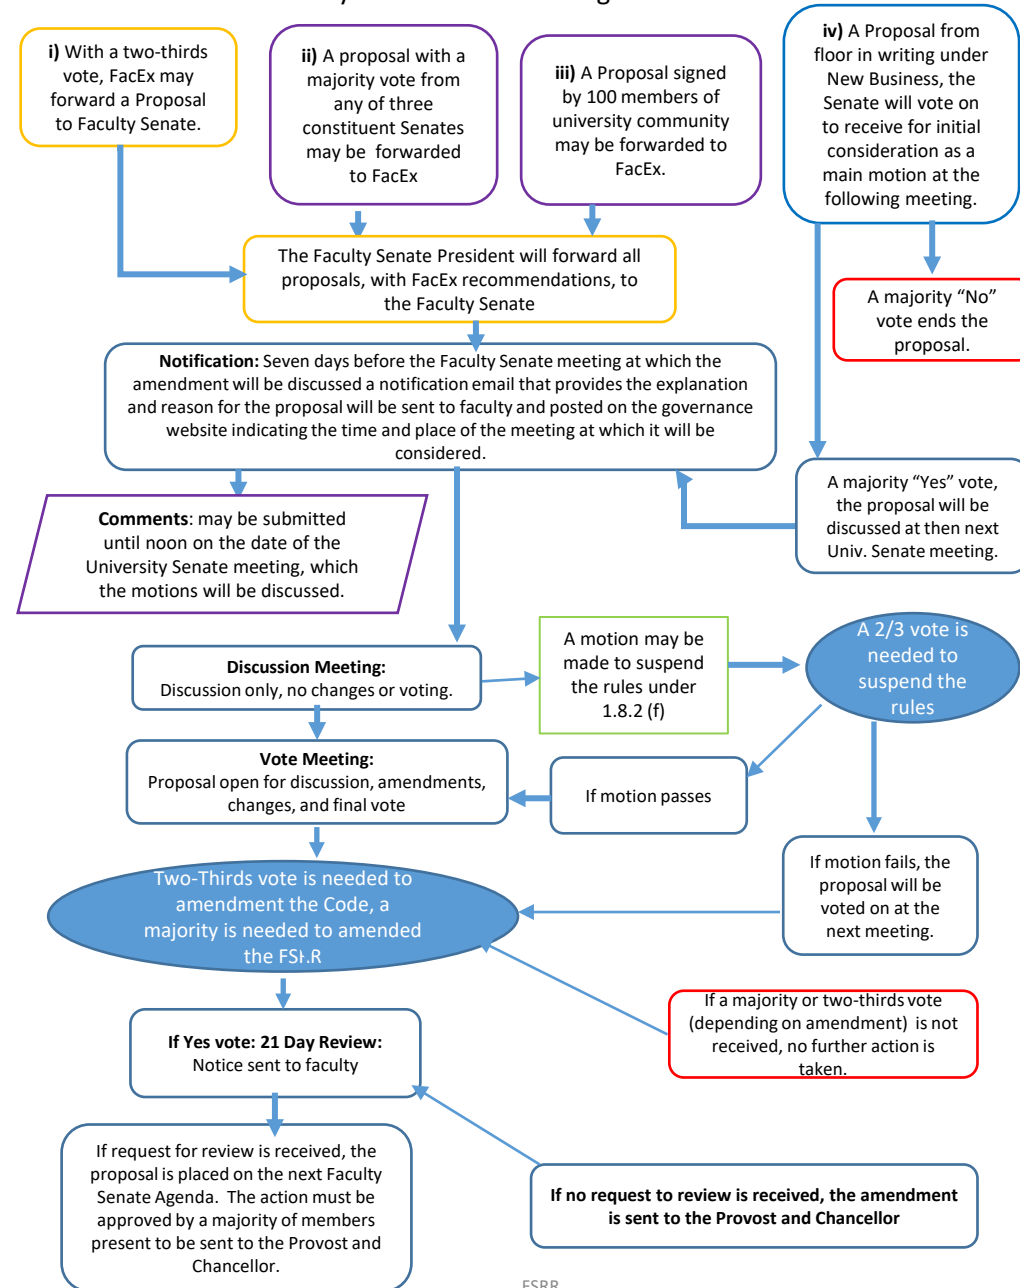 i) With a two-thirds
vote, FacEx may
forward a Proposal
to Faculty Senate.
ii) A proposal with a
majority vote from
any of three
constituent Senates
may be forwarded
to FacEx
iii) A Proposal signed
by 100 members of
university community
may be forwarded to
FacEx.
iv) A Proposal from
floor in writing under
New Business, the
Senate will vote on
to receive for initial
consideration as a
main motion at the
following meeting.
The Faculty Senate President will forward all
proposals, with FacEx recommendations, to
the Faculty Senate
A majority “No”
vote ends the
proposal.
Notification: Seven days before the Faculty Senate meeting at which the
amendment will be discussed a notification email that provides the explanation
and reason for the proposal will be sent to faculty and posted on the governance
website indicating the time and place of the meeting at which it will be
considered.
A majority “Yes” vote,
the proposal will be
discussed at then next
Univ. Senate meeting.
Comments: may be submitted
until noon on the date of the
University Senate meeting, which
the motions will be discussed.
Discussion Meeting:
Discussion only, no changes or voting.
A motion may be
made to suspend
the rules under
1.8.2 (f)
A 2/3 vote is
needed to
suspend the
rules
Vote Meeting:
Proposal open for discussion, amendments,
changes, and final vote
If motion passes
If motion fails, the
proposal will be
voted on at the
next meeting.
Two-Thirds vote is needed to
amendment the Code, a
majority is needed to amended
the
If a majority or two-thirds vote
(depending on amendment) is not
received, no further action is
taken.
If Yes vote: 21 Day Review:
Notice sent to faculty
If request for review is received, the
proposal is placed on the next Faculty
Senate Agenda. The action must be
approved by a majority of members
present to be sent to the Provost and
Chancellor.
If no request to review is received, the amendment
is sent to the Provost and Chancellor
FSRR